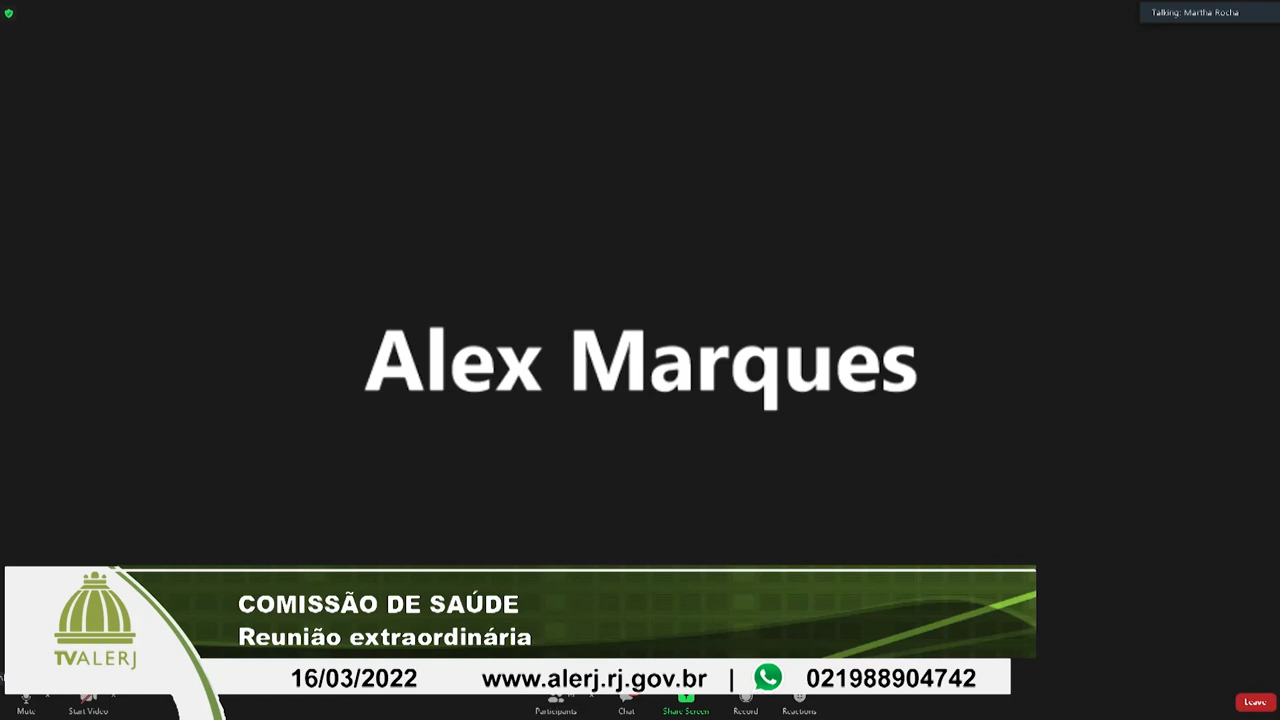 Talking: Martha Rocha
Alex Marques
COMISSÃO DE SAÚDE
Reunião extraordinária
TVALERJ
16/03/2022 www.alerj.rj.gov.br | 021988904742
Mute Start Video Participants Chat Share Screen Record Reactions Leave